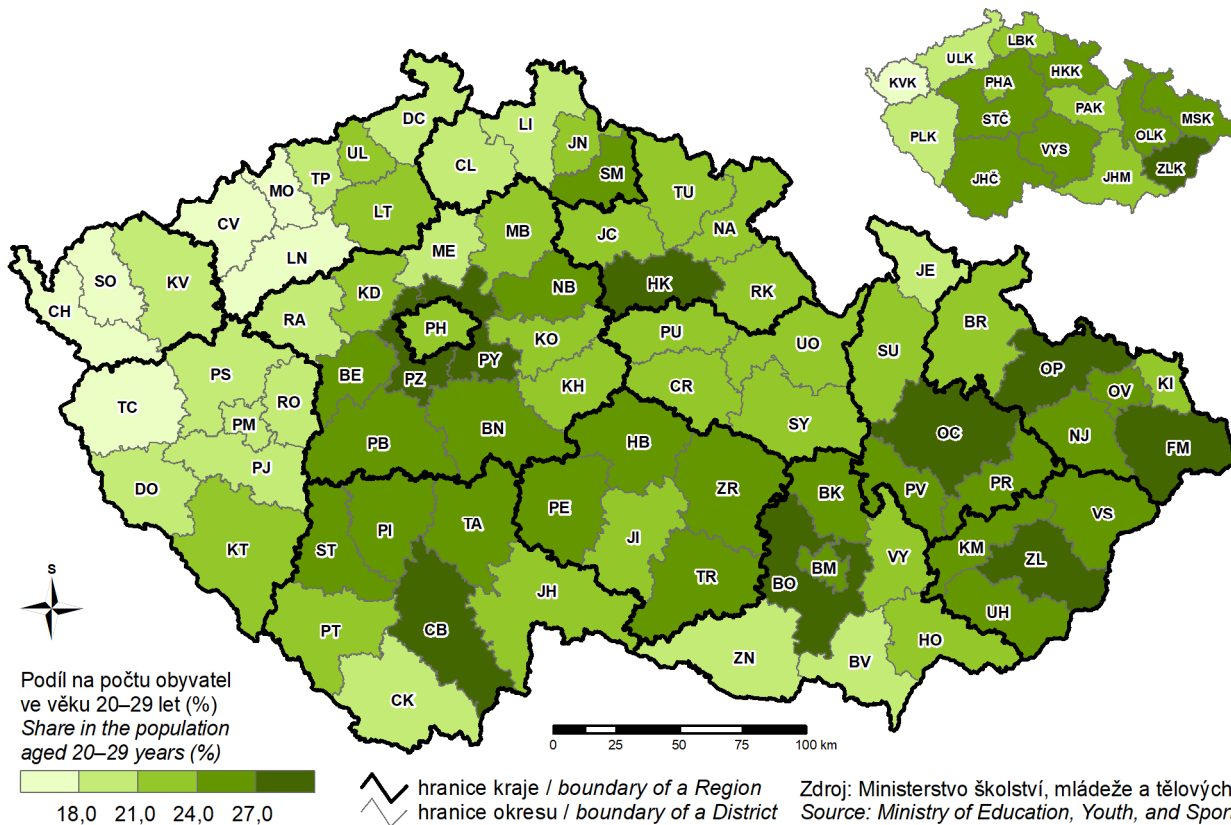 LBK
ULK
HKK
KVK
PHA
PAK
MSK
STČ
PLK
OLK
VYS
ZLK
JHČ
JHM
DC
LI
UL
JN
CL
TP
MO
SM
TU
LT
CV
MB
JC
NA
ME
LN
SO
KV
JE
NB
HK
KD
RK
BR
CH
RA
PH
PU
KO
UO
SU
PY
OP
PS
BE
PZ
KH
CR
KI
OV
RO
TC
PM
BN
SY
OC
NJ
PB
HB
FM
PJ
DO
ZR
PR
BK
PV
VS
PE
TA
PI
JI
KT
ST
KM
VY
ZL
BM
TR
BO
JH
UH
S
CB
PT
HO
ZN
BV
CK
Podíl na počtu obyvatel
ve věku 20–29 let (%)
Share in the population
aged 20–29 years (%)
18,0 21,0 24,0 27,0
0 25 50 75 100 km
hranice kraje / boundary of a Region
hranice okresu / boundary of a District
Zdroj: Ministerstvo školství, mládeže a tělových
Source: Ministry of Education, Youth, and Spor